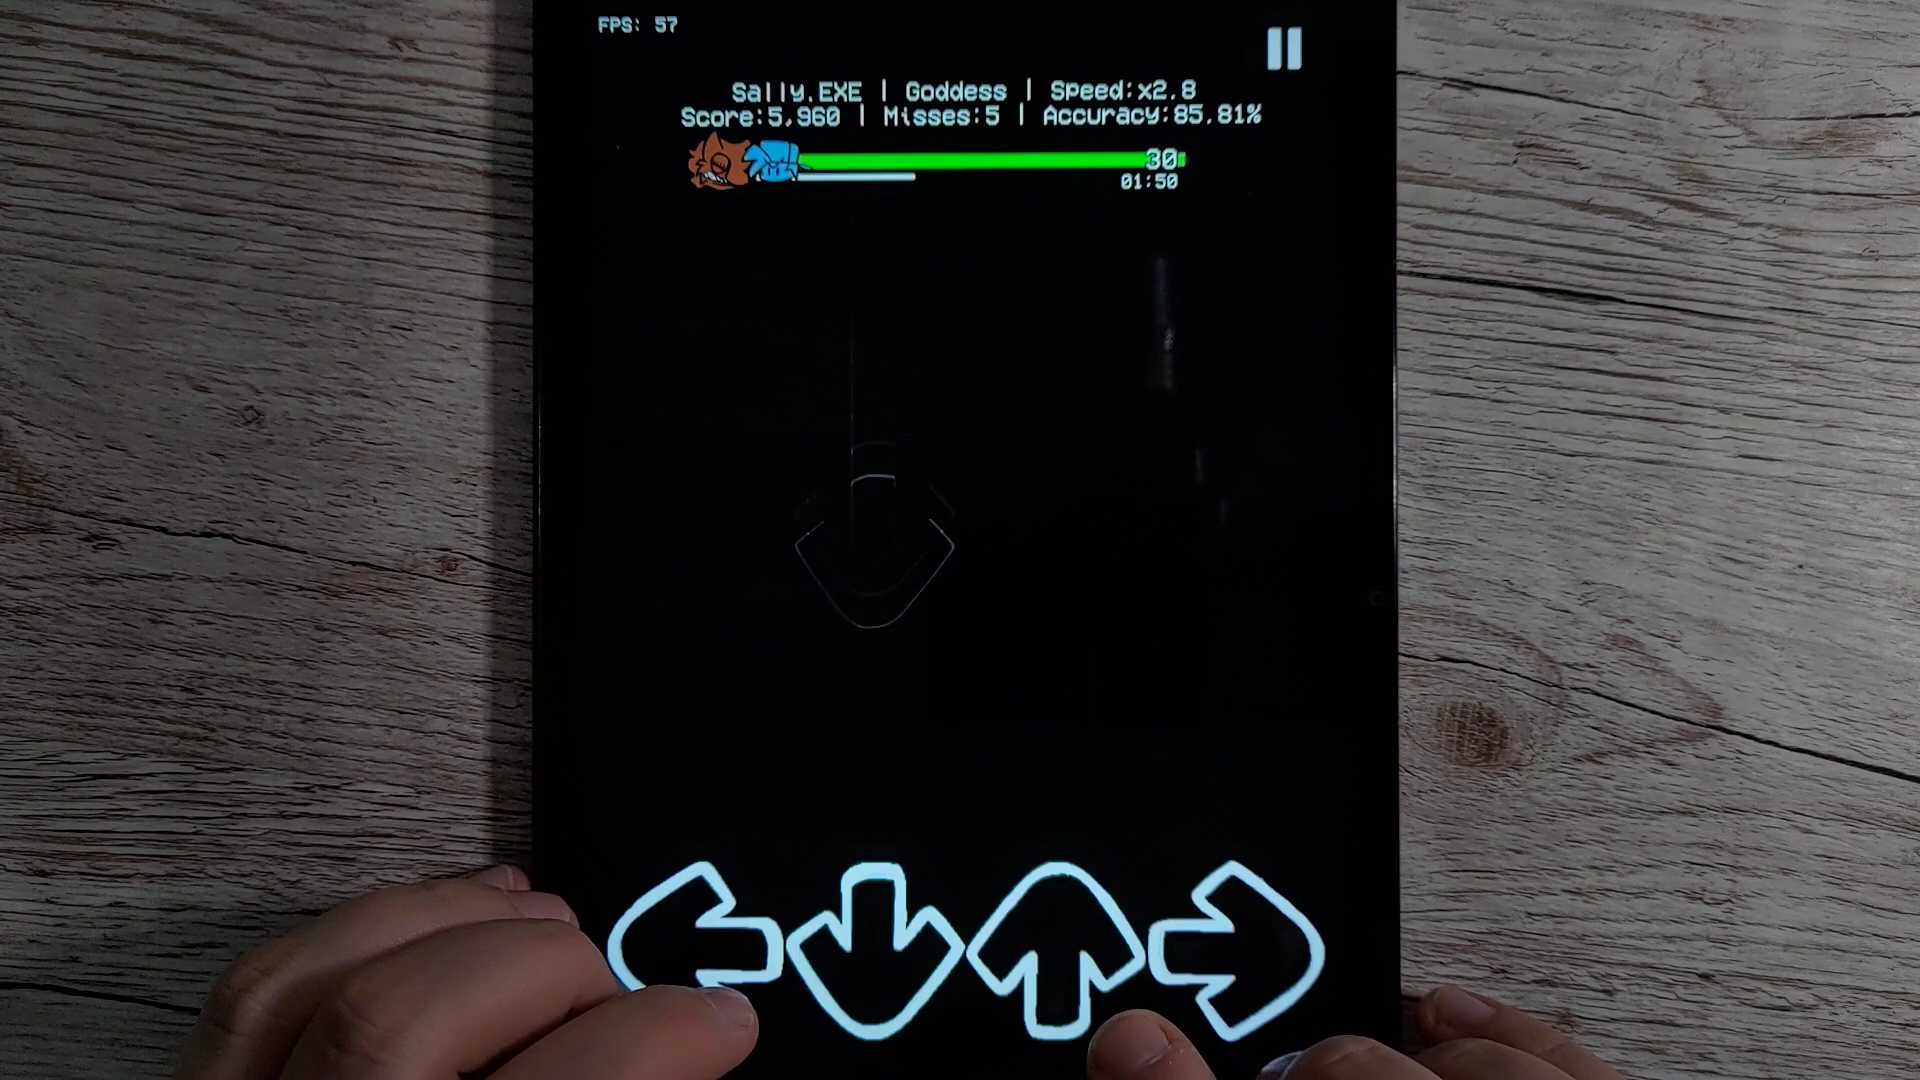 FPS: 57
Sally.EXE | Goddess | Speed:x2.8
Score:5,960 | Misses:5 | Accuracy:85.81%
30
01:50